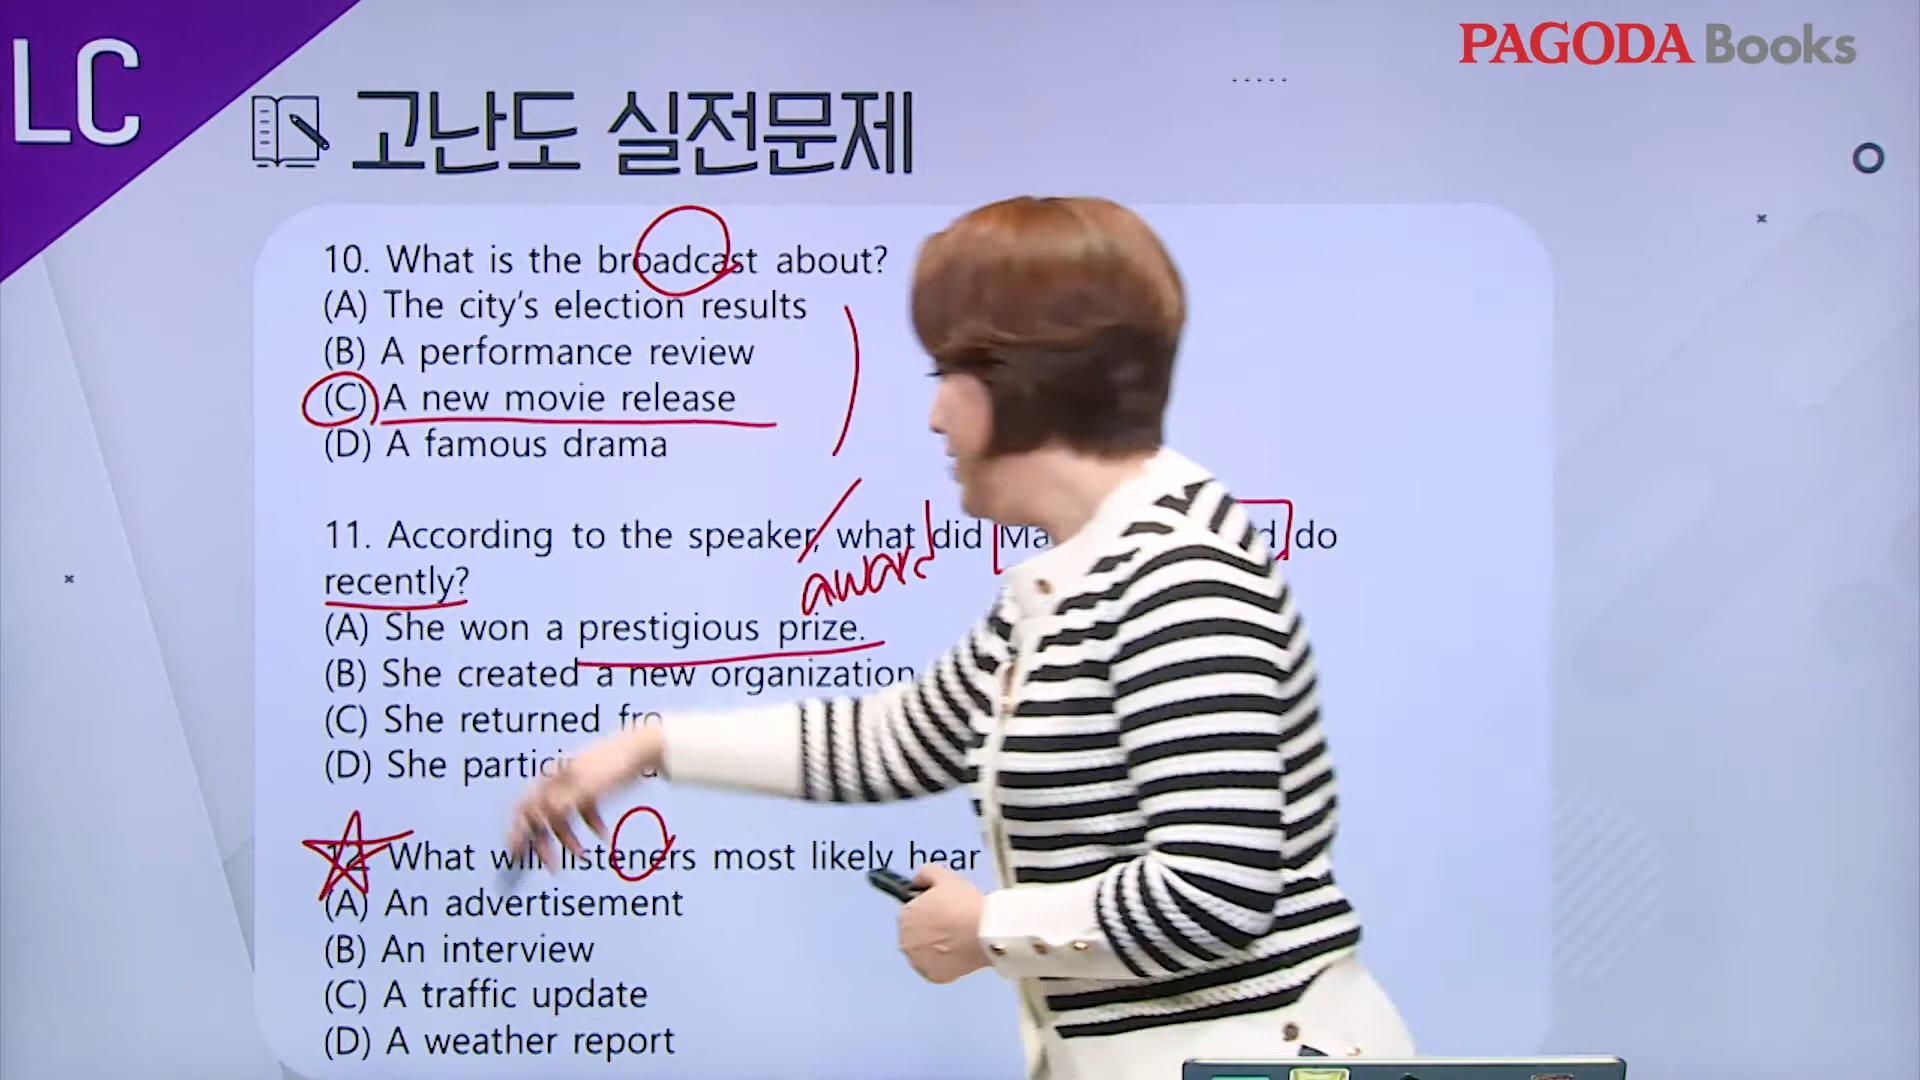 LC
PAGODA Books
고난도 실전문제
10. What is the broadcast about?
(A) The city's election results
(B) A performance review
(C) A new movie release
(D) A famous drama
11. According to the speaker, what did do
award
recently?
(A) She won a prestigious prize.
(B) She created a new organization
(C) She returned
(D) She
12. What will listeners most likely hear
(A) An advertisement
(B) An interview
(C) A traffic update
(D) A weather report